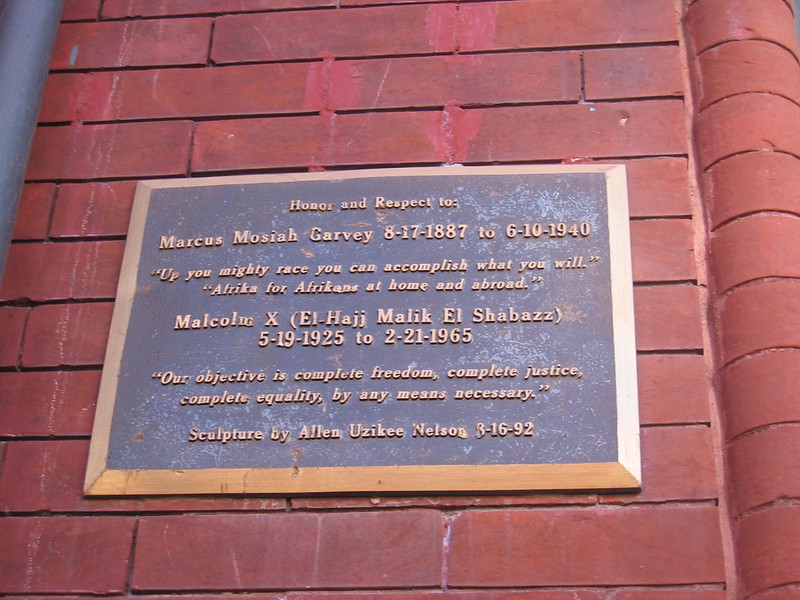 Honor and Respect to:
Marcus Mosiah Garvey 8-17-1887 to 6-10-1940
"Up you mighty race you can accomplish what you will."
"Afrika for Afrikans at home and abroad."
Malcolm X (El-Hajj Malik El Shabazz)
5-19-1925 to 2-21-1965
"Our objective is complete freedom, complete justice,
complete equality, by any means necessary."
Sculpture by Allen Uzikee Nelson 3-16-92